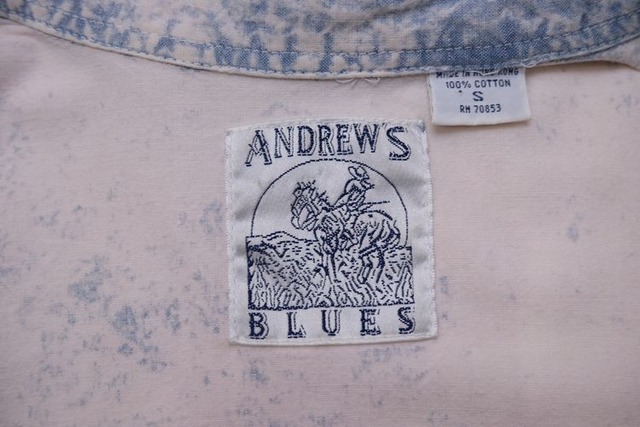 MADE IN HONG KONG
100% COTTON
S
RN 70853
ANDREW'S
BLUES